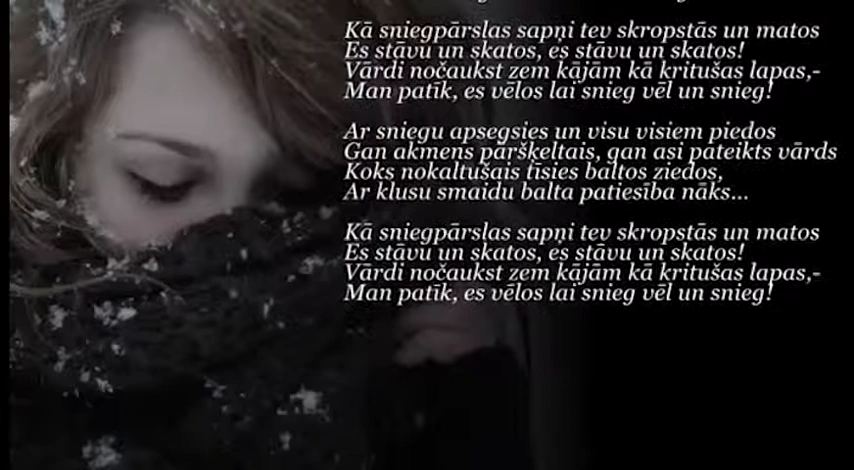 Kā sniegpārslas sapņi tev skropstās un matos
Es stāvu un skatos, es stāvu un skatos!
Vārdi nočaukst zem kājām kā kritušas lapas,-
Man patīk, es vēlos lai snieg vēl un snieg!
Ar sniegu apsegsies un visu visiem piedos
Gan akmens pāršķeltais, gan asi pateikts vārds
Koks nokaltušais tīsies baltos ziedos,
Ar klusu smaidu balta patiesība nāks...
Kā sniegpārslas sapņi tev skropstās un matos
Es stāvu un skatos, es stāvu un skatos!
Vārdi nočaukst zem kājām kā kritušas lapas,-
Man patīk, es vēlos lai snieg vēl un snieg!